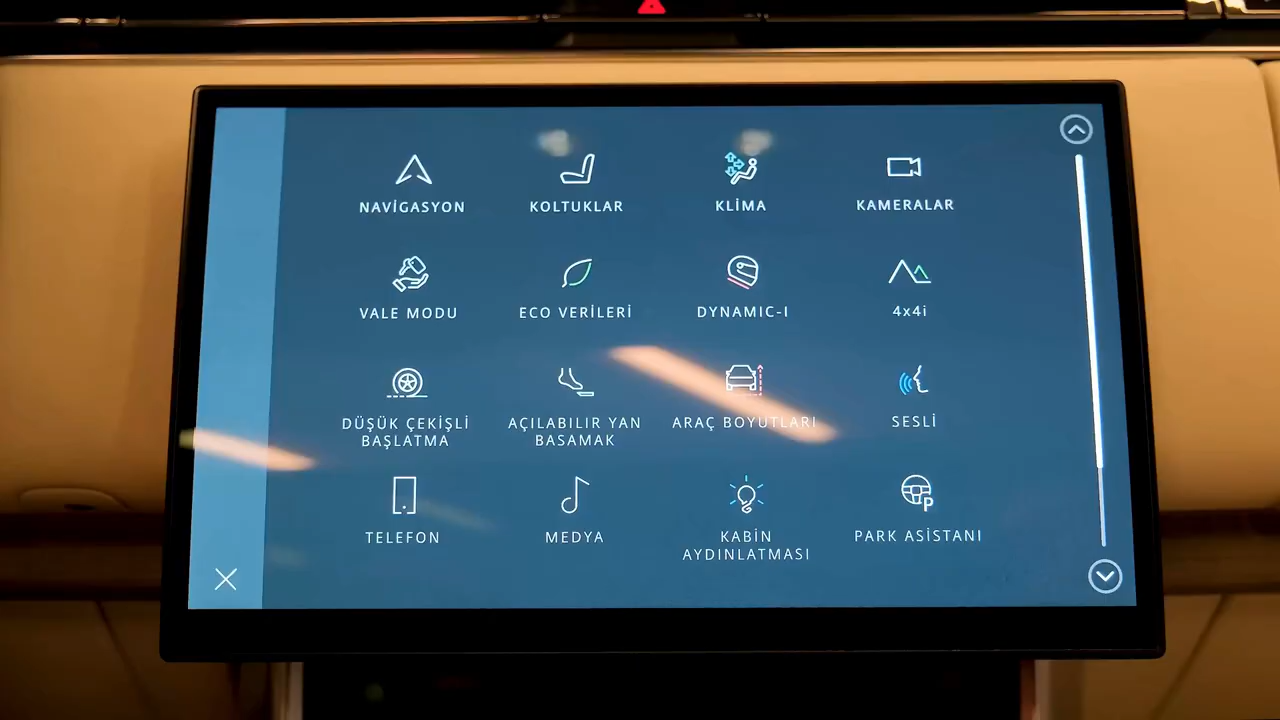 NAVİGASYON KOLTUKLAR KLİMA KAMERALAR
VALE MODU ECO VERİLERİ DYNAMIC-I 4x4i
DÜŞÜK ÇEKİŞLİ AÇILABILIR YAN ARAÇ BOYUTLARI SESLİ
BAŞLATMA BASAMAK
TELEFON MEDYA KABİN PARK ASİSTANI
AYDINLATMASI